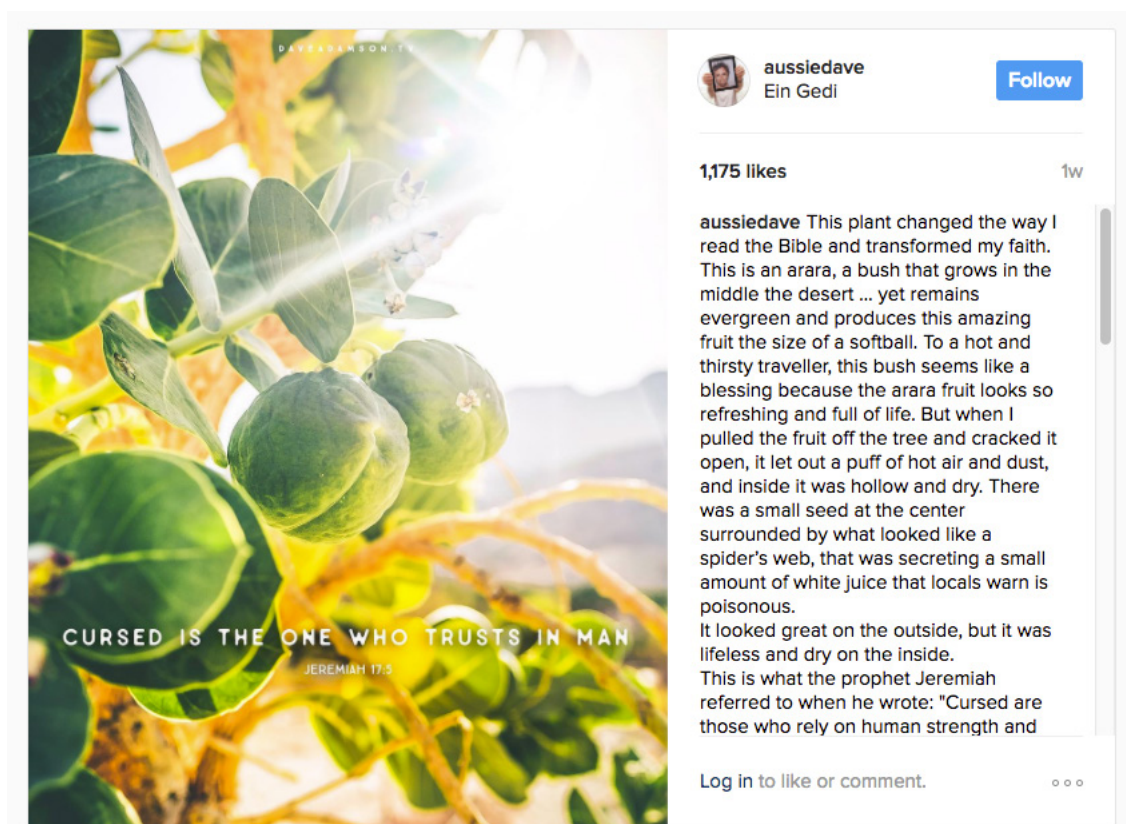 DAVEADAMSON.TV
CURSED IS THE ONE WHO TRUSTS IN MAN
JEREMIAH 17:5
aussiedave
Ein Gedi
Follow
1,175 likes
1w
aussiedave This plant changed the way I
read the Bible and transformed my faith.
This is an arara, a bush that grows in the
middle the desert ... yet remains
evergreen and produces this amazing
fruit the size of a softball. To a hot and
thirsty traveller, this bush seems like a
blessing because the arara fruit looks so
refreshing and full of life. But when I
pulled the fruit off the tree and cracked it
open, it let out a puff of hot air and dust,
and inside it was hollow and dry. There
was a small seed at the center
surrounded by what looked like a
spider's web, that was secreting a small
amount of white juice that locals warn is
poisonous.
It looked great on the outside, but it was
lifeless and dry on the inside.
This is what the prophet Jeremiah
referred to when he wrote: "Cursed are
those who rely on human strength and
Log in to like or comment.